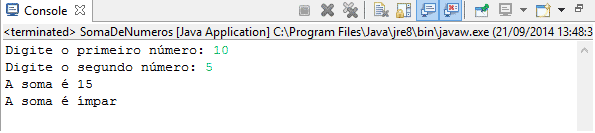 Console
<terminated> SomaDeNumeros [Java Application] C:\Program Files\Java\jre8\bin\javaw.exe (21/09/2014 13:48:3
Digite o primeiro número: 10
Digite o segundo número: 5
A soma é 15
A soma é ímpar